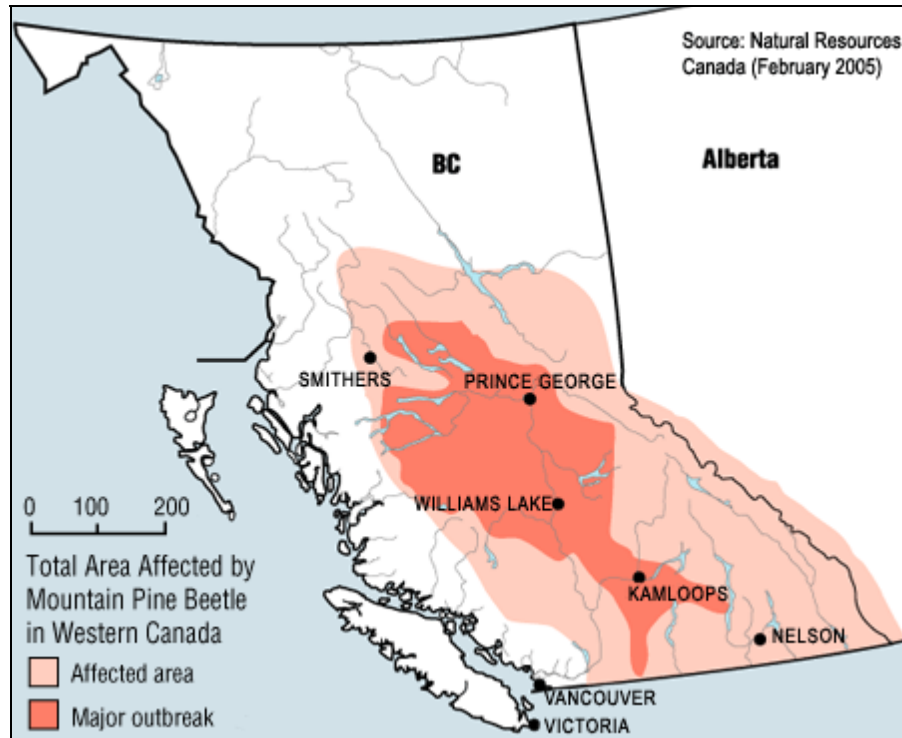 Source: Natural Resources
Canada (February 2005)
BC
Alberta
SMITHERS
PRINCE GEORGE
WILLIAMS LAKE
KAMLOOPS
NELSON
VANCOUVER
VICTORIA
0 100 200
Total Area Affected by
Mountain Pine Beetle
in Western Canada
Affected area
Major outbreak